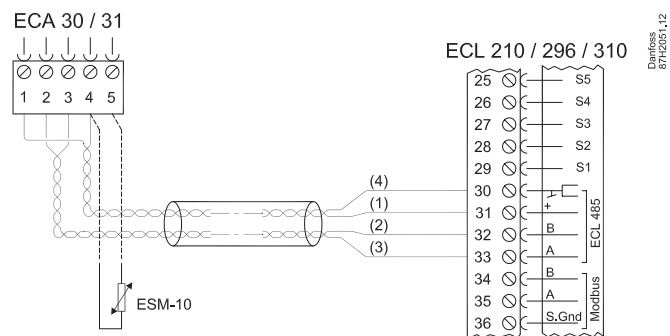 ECA 30 / 31
1 2 3 4 5
ESM-10
(4)
(1)
(2)
(3)
ECL 210 / 296 / 310
25 S5
26 S4
27 S3
28 S2
29 S1
30
31 +
32 B
33 A
34 B
35 A
36 S.Gnd
ECL 485
Modbus
Danfoss
87H2051.12